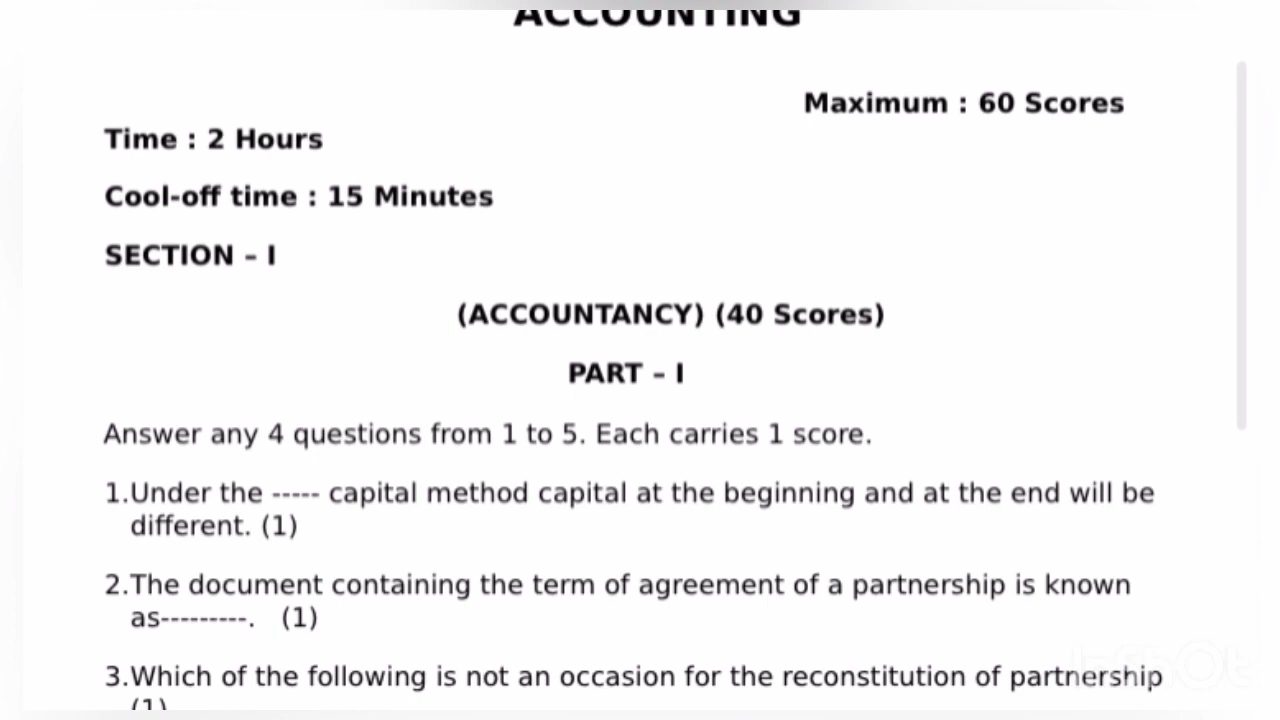 ACCOUNTING
Maximum : 60 Scores
Time : 2 Hours
Cool-off time : 15 Minutes
SECTION – I
(ACCOUNTANCY) (40 Scores)
PART – I
Answer any 4 questions from 1 to 5. Each carries 1 score.
1.Under the ----- capital method capital at the beginning and at the end will be
different. (1)
2.The document containing the term of agreement of a partnership is known
as---------. (1)
3.Which of the following is not an occasion for the reconstitution of partnership
(1)